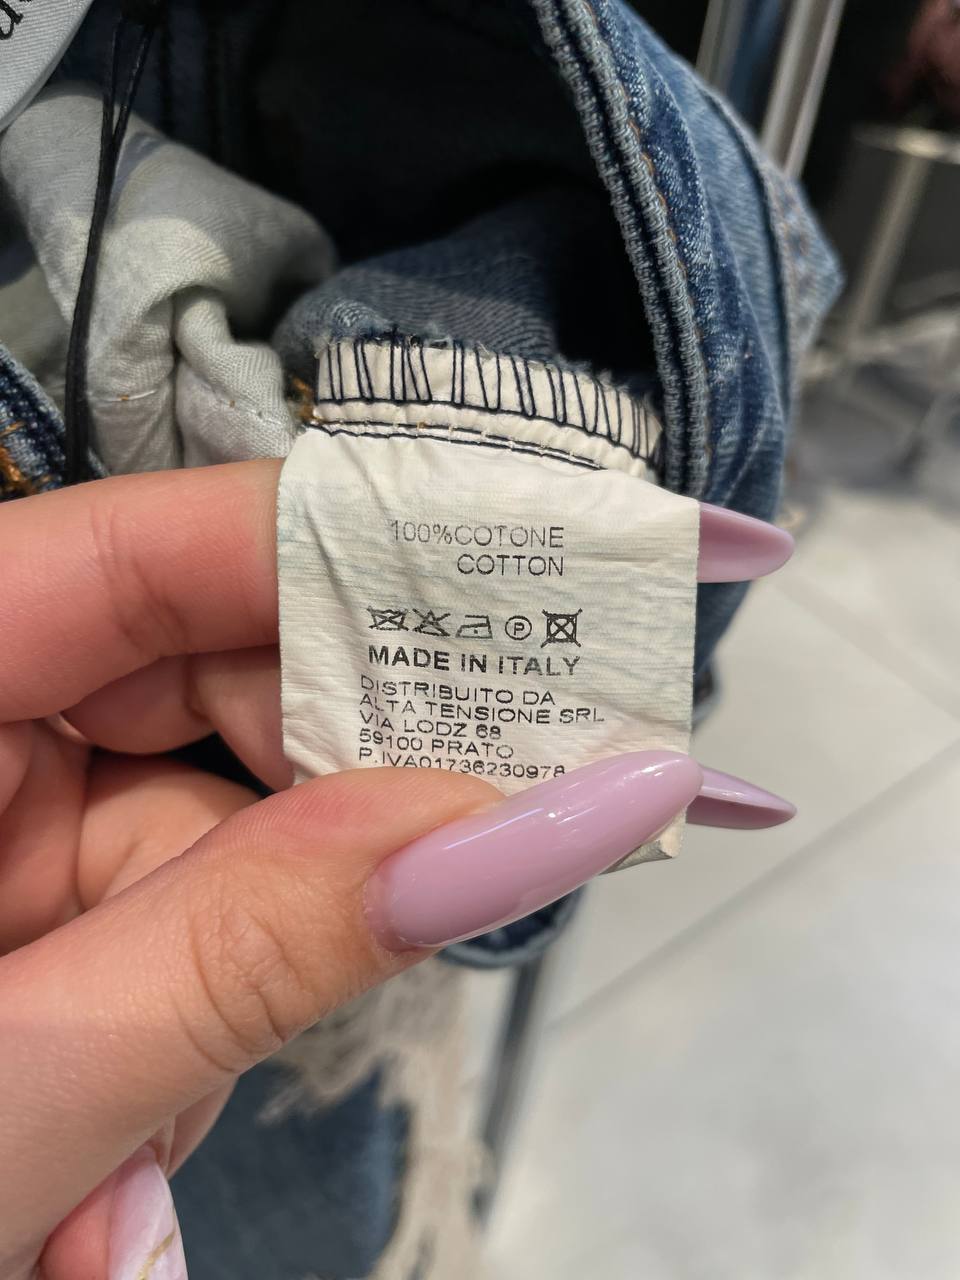 100%COTONE
COTTON
P
MADE IN ITALY
DISTRIBUITO DA
ALTA TENSIONE SRL
VIA LODZ 68
59100 PRATO
P.IVA01736230978